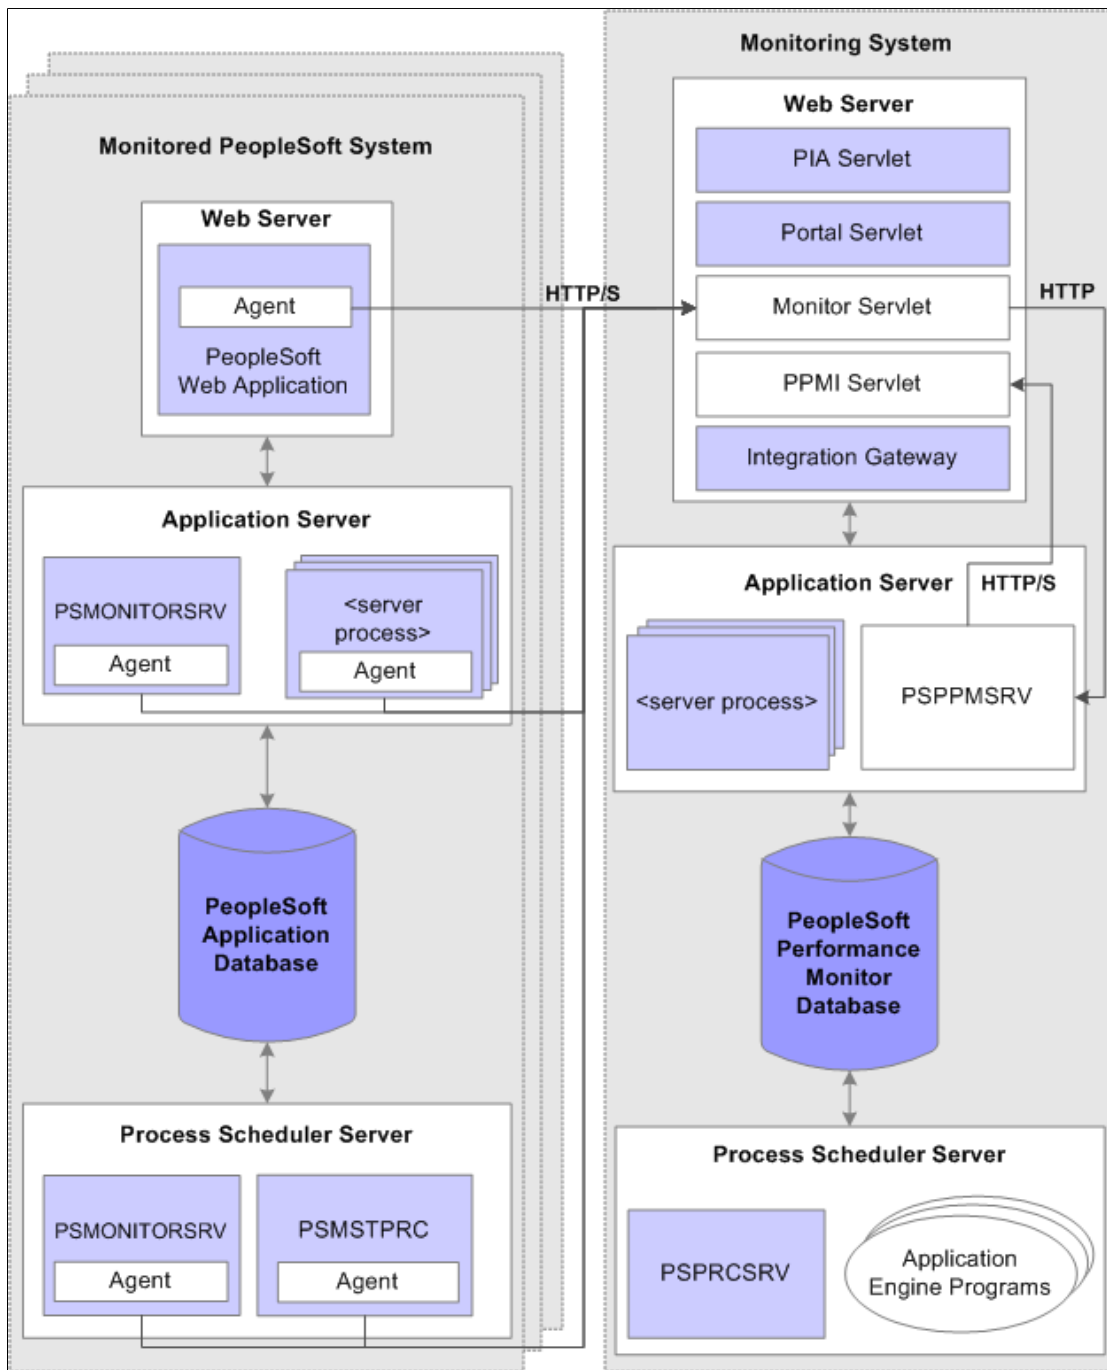 Monitored PeopleSoft System
Web Server
Agent
PeopleSoft
Web Application
Application Server
PSMONITORSRV
Agent
<server
process>
Agent
PeopleSoft
Application
Database
Process Scheduler Server
PSMONITORSRV
Agent
PSMSTPRC
Agent
HTTP/S
Monitoring System
Web Server
PIA Servlet
Portal Servlet
Monitor Servlet
HTTP
PPMI Servlet
Integration Gateway
Application Server
HTTP/S
<server process>
PSPPMSRV
PeopleSoft
Performance
Monitor
Database
Process Scheduler Server
PSPRCSRV
Application
Engine Programs